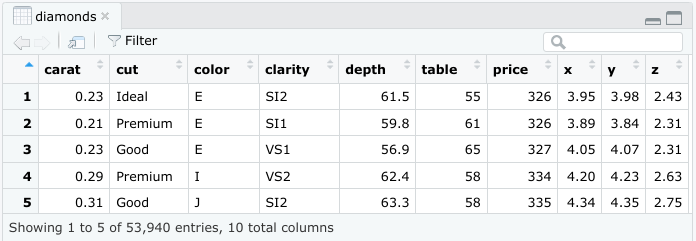 diamonds
Filter
carat cut color clarity depth table price x y z
1 0.23 Ideal E SI2 61.5 55 326 3.95 3.98 2.43
2 0.21 Premium E SI1 59.8 61 326 3.89 3.84 2.31
3 0.23 Good E VS1 56.9 65 327 4.05 4.07 2.31
4 0.29 Premium I VS2 62.4 58 334 4.20 4.23 2.63
5 0.31 Good J SI2 63.3 58 335 4.34 4.35 2.75
Showing 1 to 5 of 53,940 entries, 10 total columns